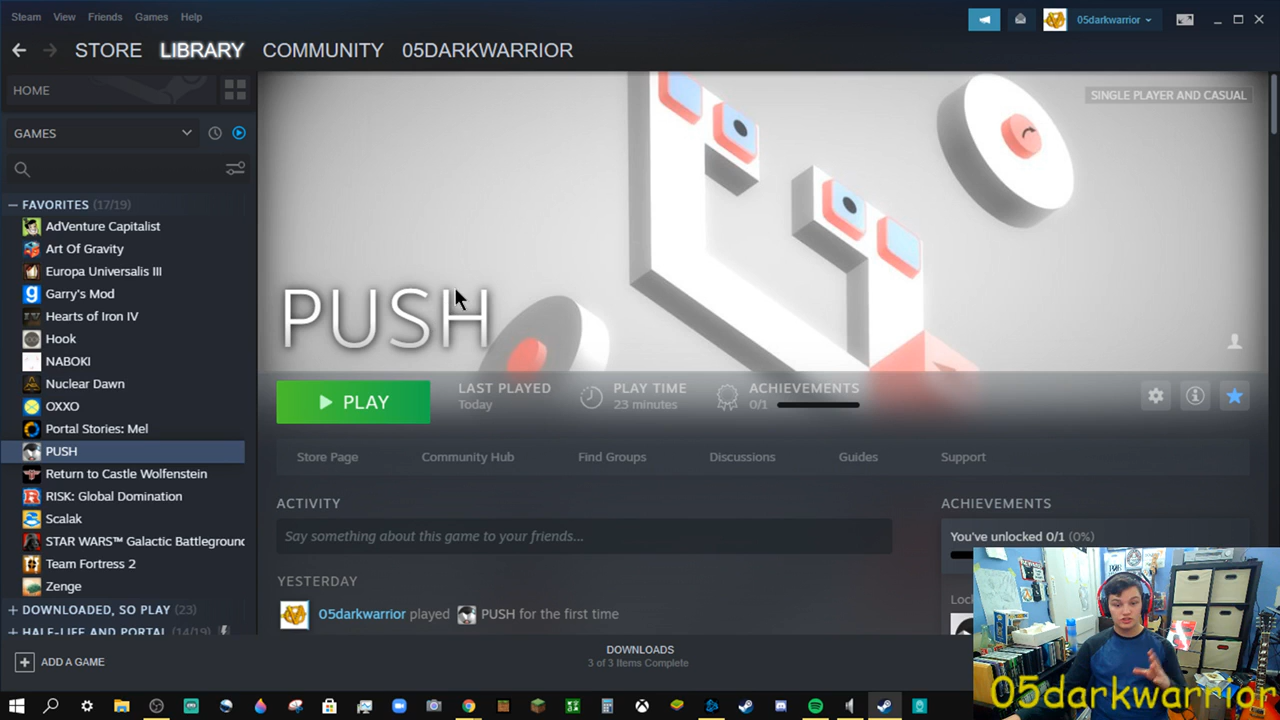 Steam View Friends Games Help
05darkwarrior
STORE LIBRARY COMMUNITY 05DARKWARRIOR
HOME
SINGLE PLAYER AND CASUAL
GAMES
FAVORITES (17/19)
AdVenture Capitalist
Art Of Gravity
Europa Universalis III
Garry's Mod
Hearts of Iron IV
Hook
NABOKI
Nuclear Dawn
OXXO
Portal Stories: Mel
PUSH
Return to Castle Wolfenstein
RISK: Global Domination
Scalak
STAR WARS™ Galactic Battleground
Team Fortress 2
Zenge
DOWNLOADED, SO PLAY (23)
HALF-LIFE AND PORTAL (14/19)
ADD A GAME
PUSH
PLAY
LAST PLAYED
Today
PLAY TIME
23 minutes
ACHIEVEMENTS
0/1
Store Page Community Hub Find Groups Discussions Guides Support
ACTIVITY
Say something about this game to your friends...
YESTERDAY
05darkwarrior played PUSH for the first time
ACHIEVEMENTS
You've unlocked 0/1 (0%)
DOWNLOADS
3 of 3 Items Complete
05darkwarrior